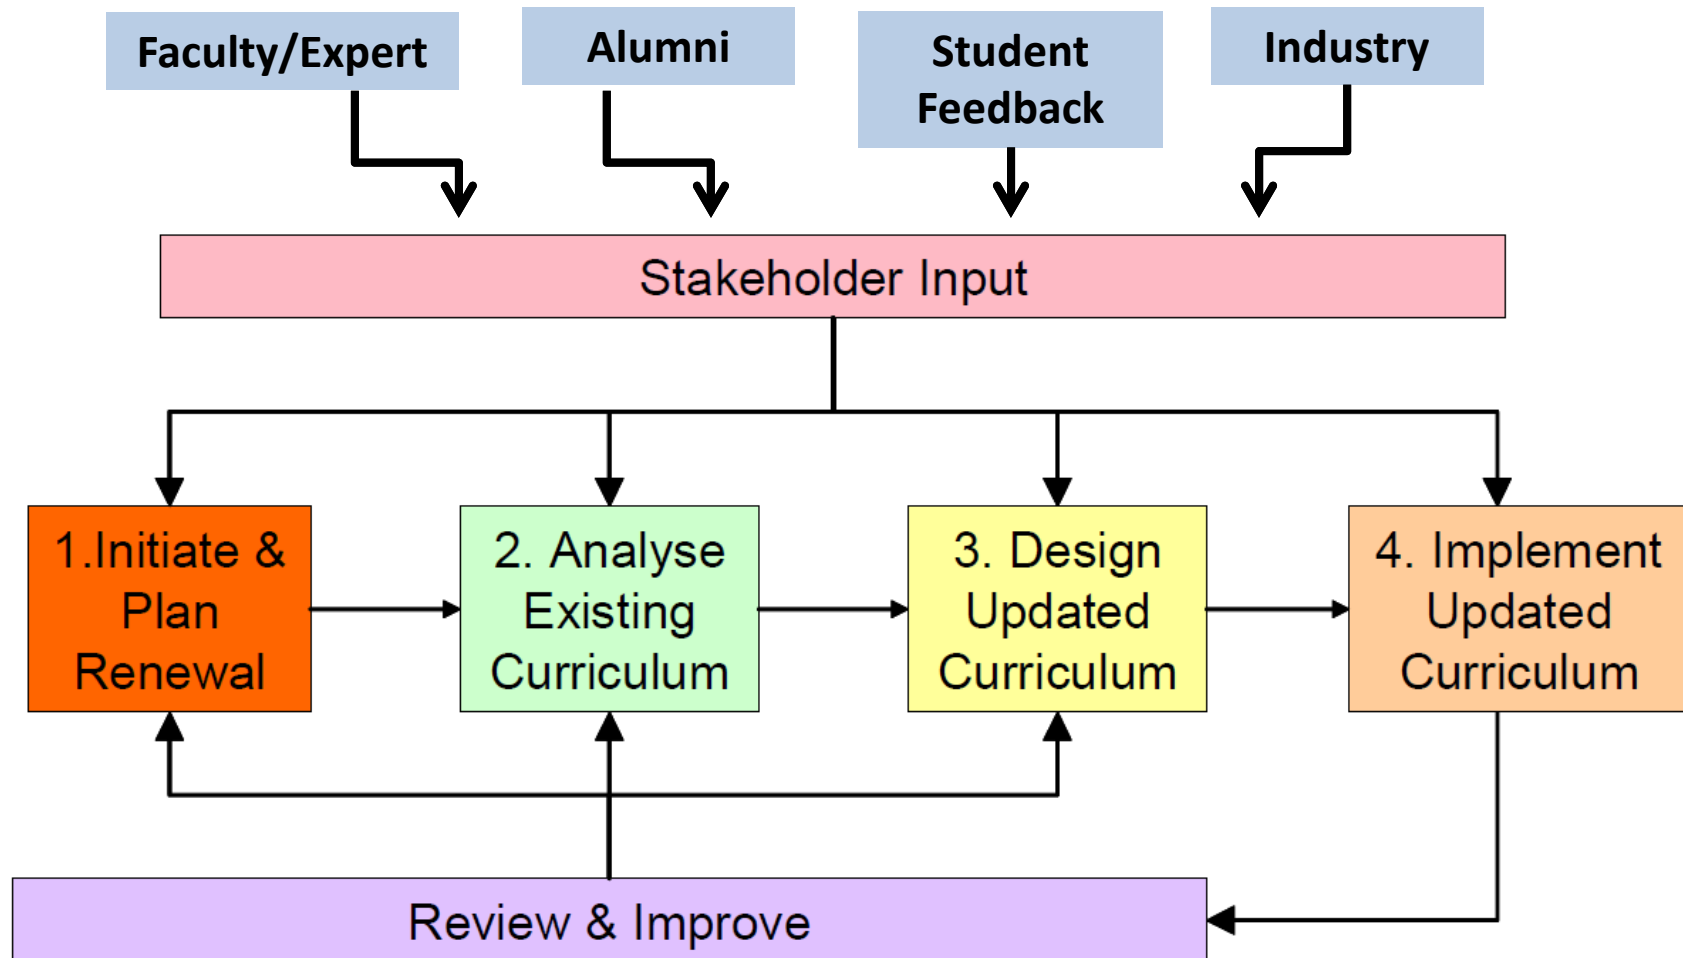 Faculty/Expert
Alumni
Student
Feedback
Industry
Stakeholder Input
1.Initiate &
Plan
Renewal
2. Analyse
Existing
Curriculum
3. Design
Updated
Curriculum
4. Implement
Updated
Curriculum
Review & Improve